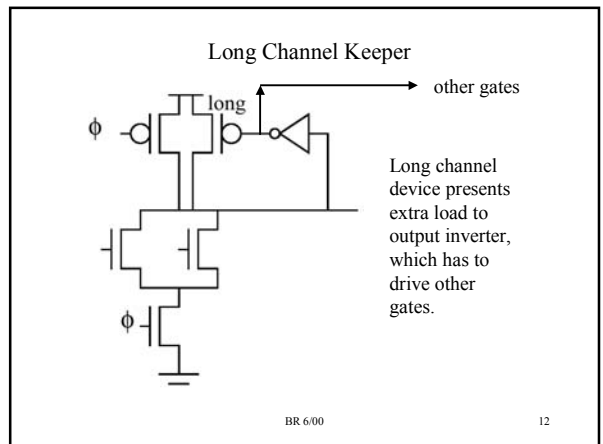 Long Channel Keeper
other gates
long
ϕ
Long channel
device presents
extra load to
output inverter,
which has to
drive other
gates.
ϕ
BR 6/00
12